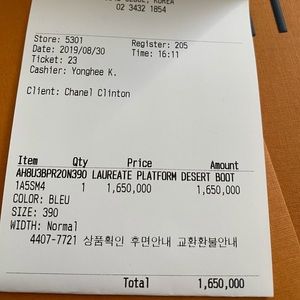 SEOUL, KOREA
02 3432 1854
Store: 5301 Register: 205
Date: 2019/08/30 Time: 16:11
Ticket: 23
Cashier: Yonghee K.
Client: Chanel Clinton
Item Qty Price Amount
AH8U3BPR20N390 LAUREATE PLATFORM DESERT BOOT
1A5SM4 1 1,650,000 1,650,000
COLOR: BLEU
SIZE: 390
WIDTH: Normal
4407-7721 상품확인 후면안내 교환환불안내
Total 1,650,000